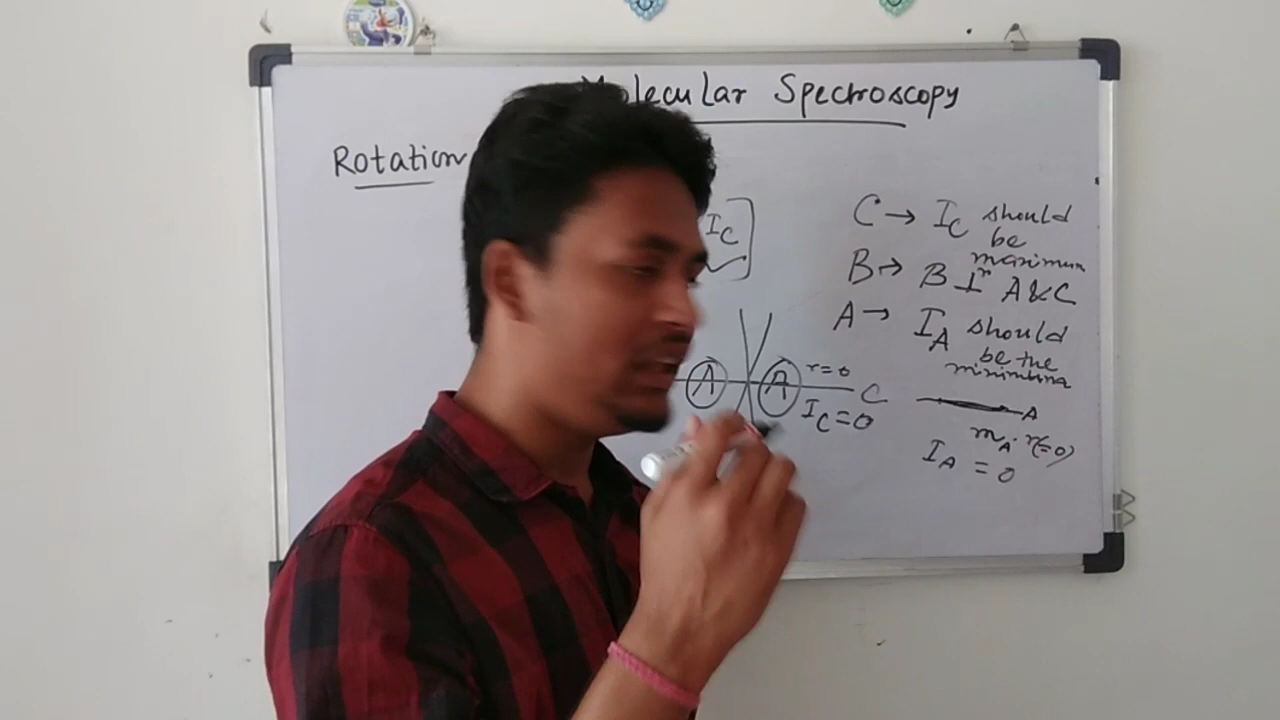 Molecular Spectroscopy
Rotation
I_C]
C → I_C should
be
maximum
B → B ⊥^r A & C
A → I_A should
be the
minimum
A A r=0 C
I_C=0
A
m_A . r(=0)
I_A = 0